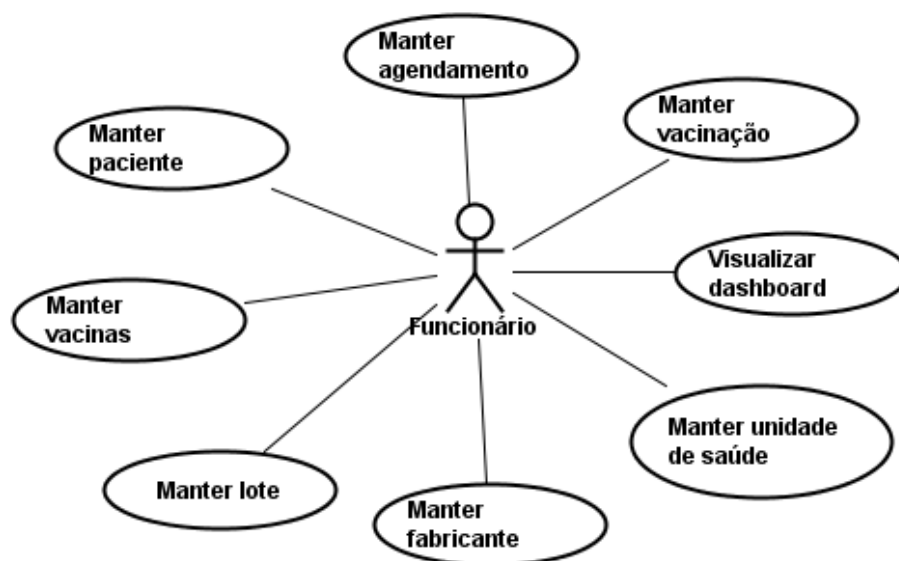 Manter
agendamento
Manter
vacinação
Manter
paciente
Visualizar
dashboard
Manter
vacinas
Funcionário
Manter unidade
de saúde
Manter lote
Manter
fabricante